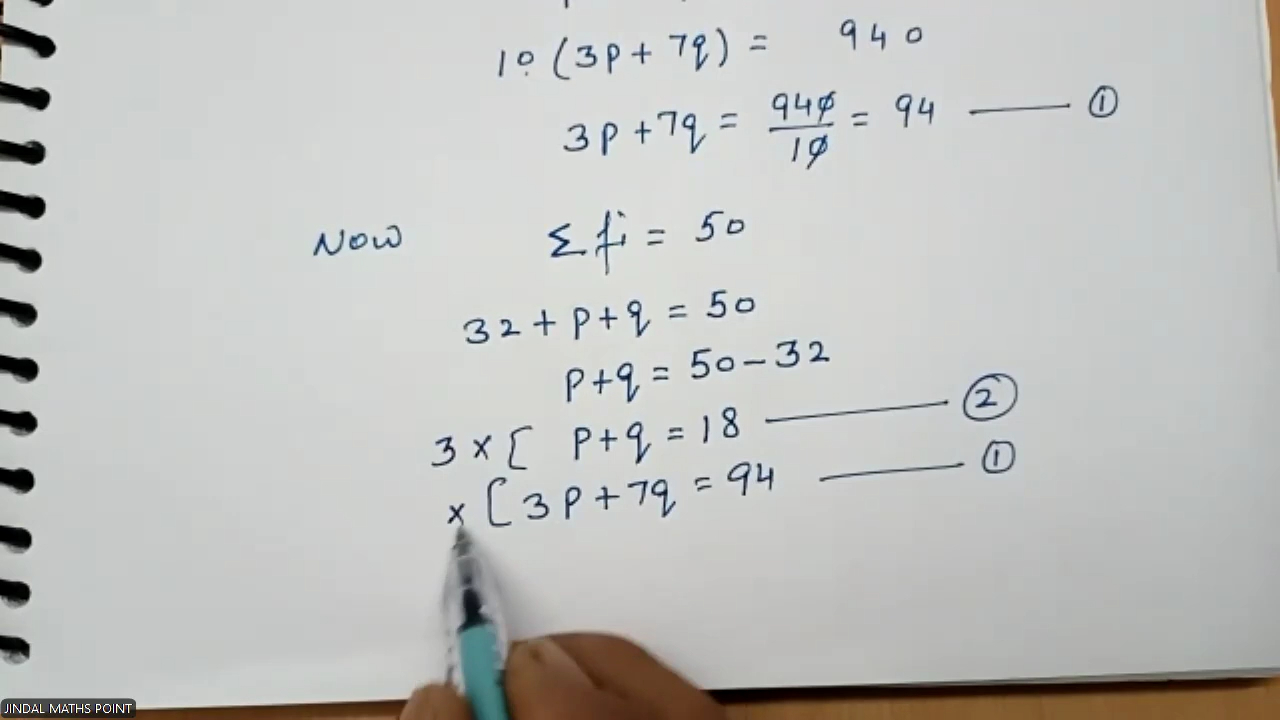 10 (3p + 7q) = 940
3p + 7q = 940/10 = 94 —— ①
Now Σfi = 50
32 + p + q = 50
p + q = 50 - 32
3 × [ p + q = 18 —— ②
× [ 3p + 7q = 94 —— ①
JINDAL MATHS POINT